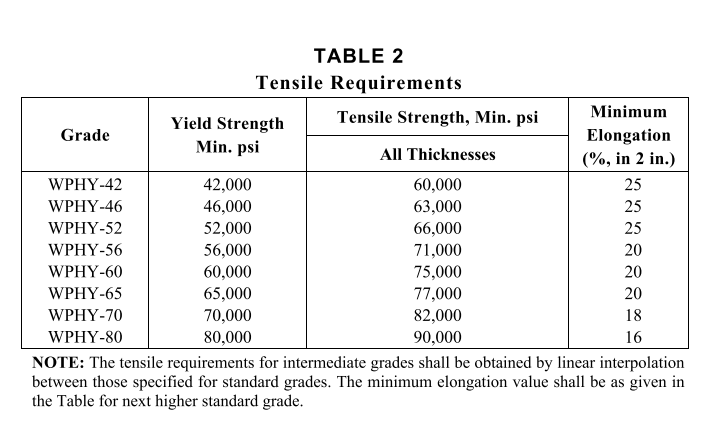 TABLE 2
Tensile Requirements
Grade Yield Strength Min. psi Tensile Strength, Min. psi Minimum Elongation (%, in 2 in.)
All Thicknesses
WPHY-42 42,000 60,000 25
WPHY-46 46,000 63,000 25
WPHY-52 52,000 66,000 25
WPHY-56 56,000 71,000 20
WPHY-60 60,000 75,000 20
WPHY-65 65,000 77,000 20
WPHY-70 70,000 82,000 18
WPHY-80 80,000 90,000 16
NOTE: The tensile requirements for intermediate grades shall be obtained by linear interpolation
between those specified for standard grades. The minimum elongation value shall be as given in
the Table for next higher standard grade.